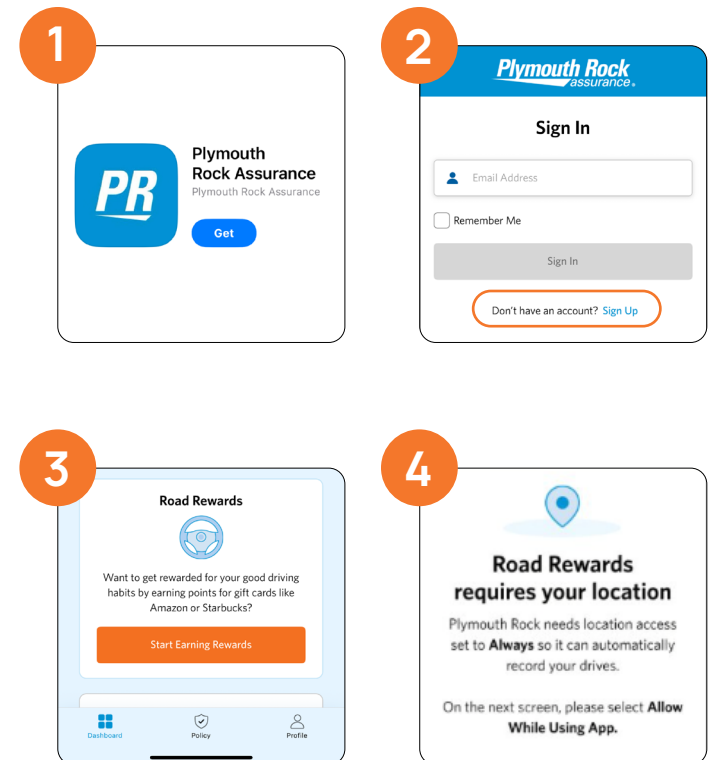 1
PR
Plymouth
Rock Assurance
Plymouth Rock Assurance
Get
2
Plymouth Rock
assurance®
Sign In
Email Address
Remember Me
Sign In
Don't have an account? Sign Up
3
Road Rewards
Want to get rewarded for your good driving
habits by earning points for gift cards like
Amazon or Starbucks?
Start Earning Rewards
Dashboard
Policy
Profile
4
Road Rewards
requires your location
Plymouth Rock needs location access
set to Always so it can automatically
record your drives.
On the next screen, please select Allow
While Using App.